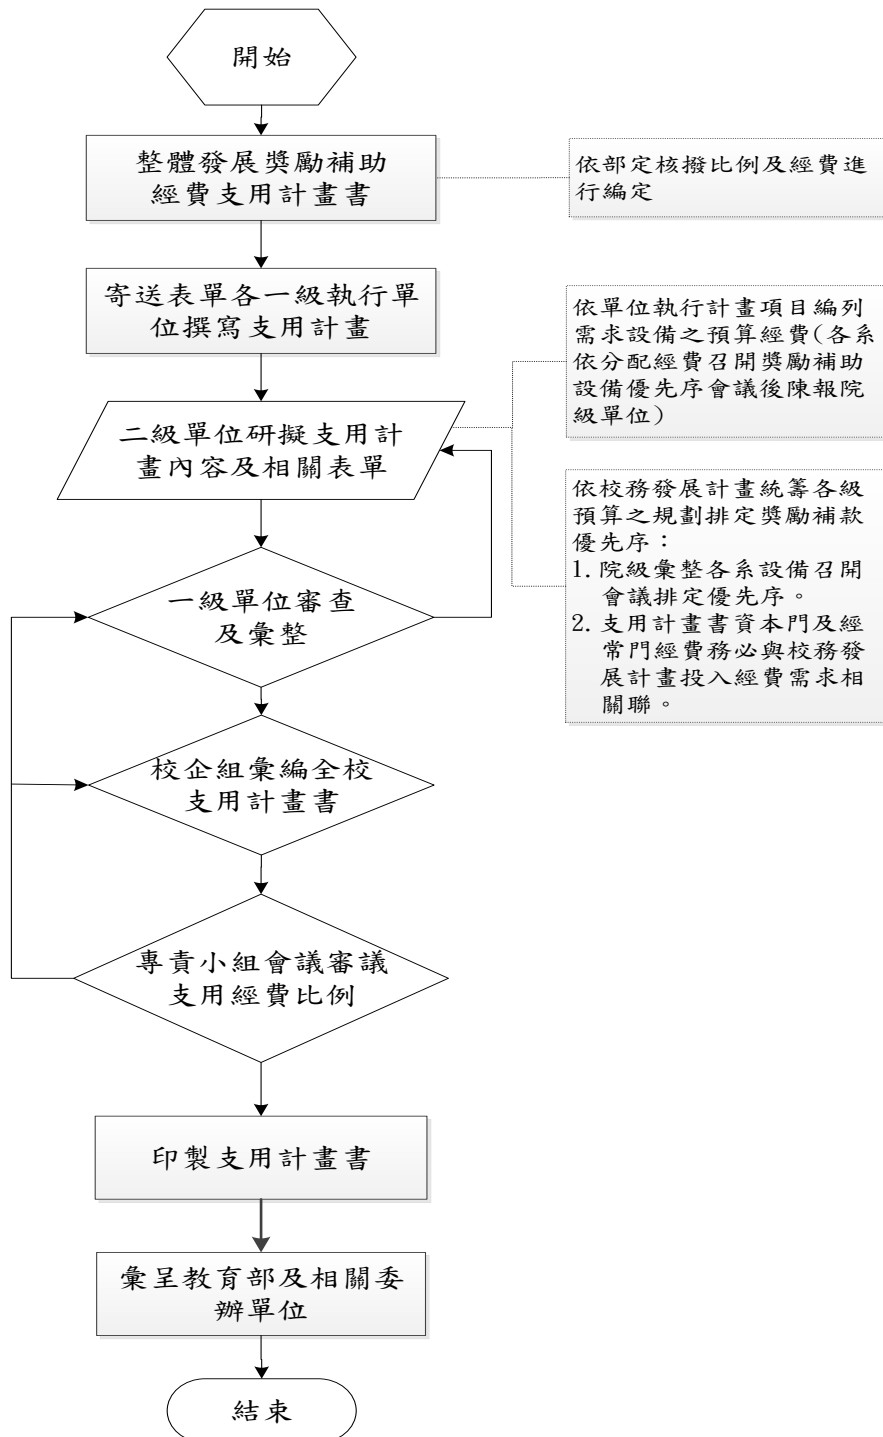 開始
整體發展獎勵補助
經費支用計畫書
依部定核撥比例及經費進
行編定
寄送表單各一級執行單
位撰寫支用計畫
依單位執行計畫項目編列
需求設備之預算經費(各系
依分配經費召開獎勵補助
設備優先序會議後陳報院
級單位)
二級單位研擬支用計
畫內容及相關表單
依校務發展計畫統籌各級
預算之規劃排定獎勵補款
優先序：
1. 院級彙整各系設備召開
會議排定優先序。
2. 支用計畫書資本門及經
常門經費務必與校務發
展計畫投入經費需求相
關聯。
一級單位審查
及彙整
校企組彙編全校
支用計畫書
專責小組會議審議
支用經費比例
印製支用計畫書
彙呈教育部及相關委
辦單位
結束